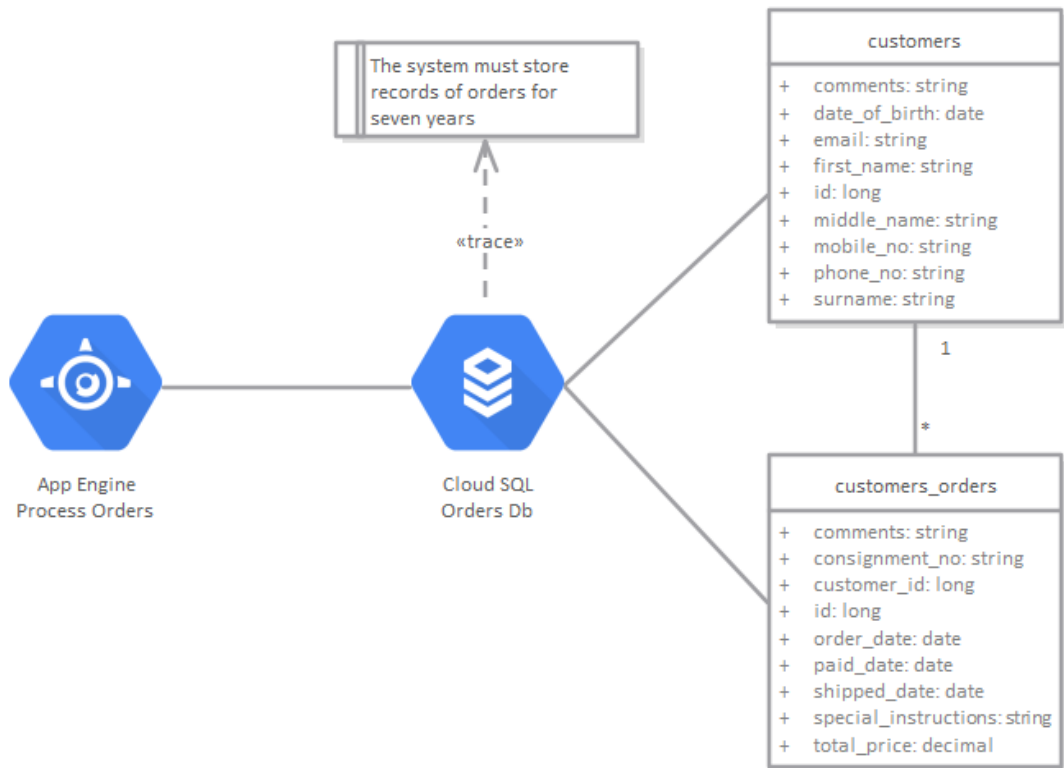 The system must store
records of orders for
seven years
«trace»
App Engine
Process Orders
Cloud SQL
Orders Db
customers
+ comments: string
+ date_of_birth: date
+ email: string
+ first_name: string
+ id: long
+ middle_name: string
+ mobile_no: string
+ phone_no: string
+ surname: string
1
*
customers_orders
+ comments: string
+ consignment_no: string
+ customer_id: long
+ id: long
+ order_date: date
+ paid_date: date
+ shipped_date: date
+ special_instructions: string
+ total_price: decimal